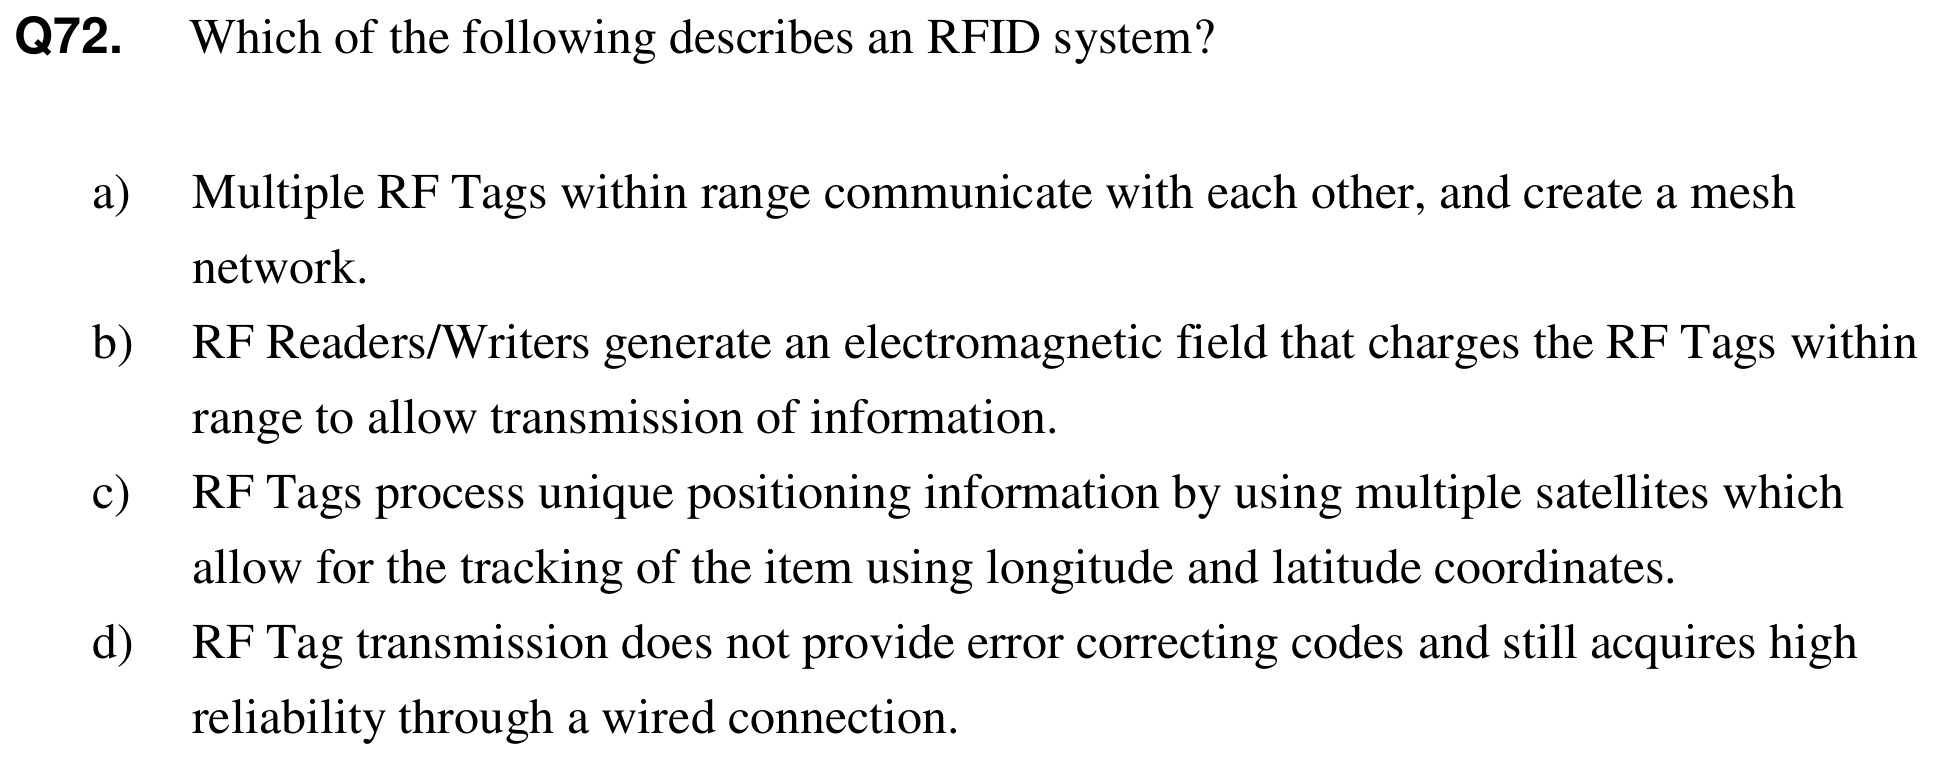 Q72. Which of the following describes an RFID system?
a) Multiple RF Tags within range communicate with each other, and create a mesh
network.
b) RF Readers/Writers generate an electromagnetic field that charges the RF Tags within
range to allow transmission of information.
c) RF Tags process unique positioning information by using multiple satellites which
allow for the tracking of the item using longitude and latitude coordinates.
d) RF Tag transmission does not provide error correcting codes and still acquires high
reliability through a wired connection.